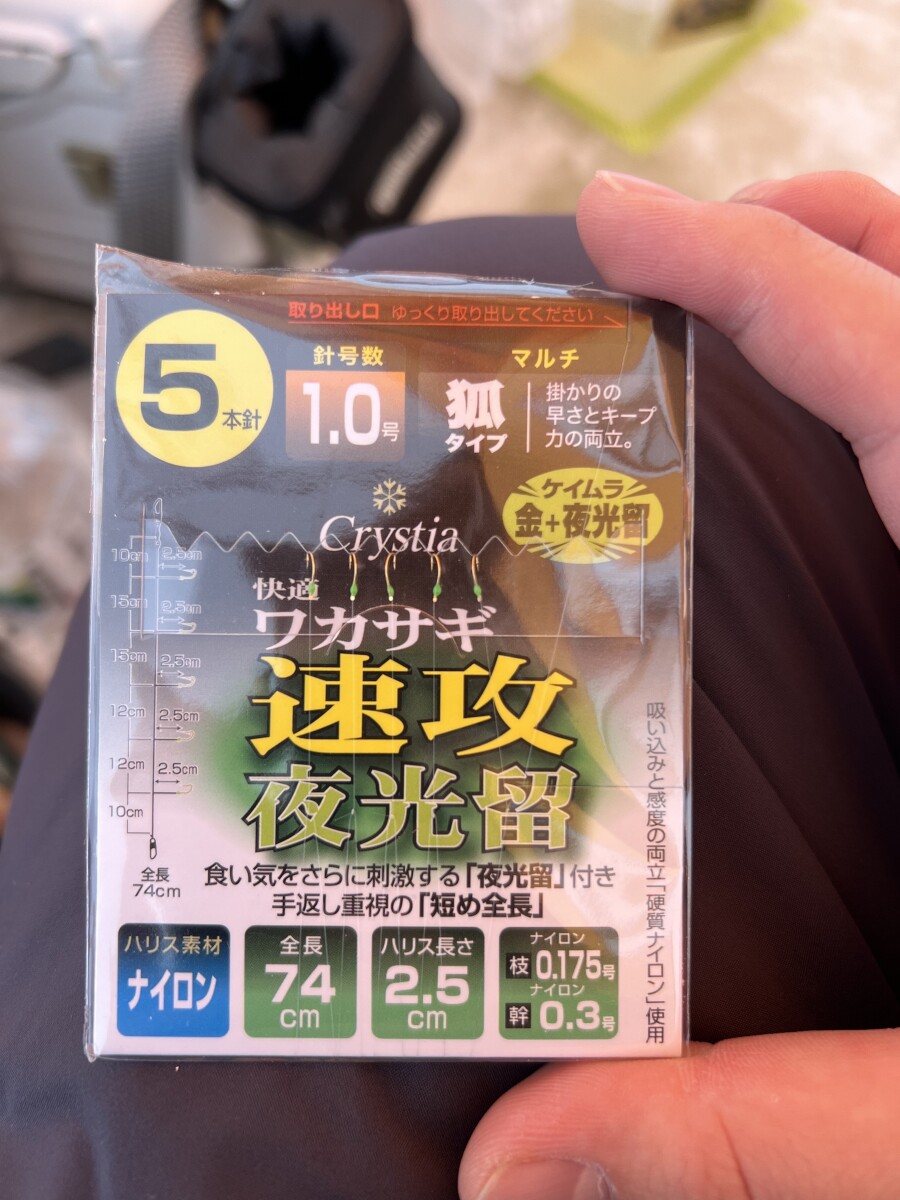 取り出し口 ゆっくり取り出してください
5本針
針号数
1.0号
マルチ
狐
タイプ
掛かりの
早さとキープ
力の両立。
ケイムラ
金+夜光留
Crystia
快適
ワカサギ
速攻
夜光留
10cm 2.5cm
15cm 2.5cm
15cm 2.5cm
12cm 2.5cm
12cm 2.5cm
10cm
全長
74cm
食い気をさらに刺激する「夜光留」付き
手返し重視の「短め全長」
吸い込みと感度の両立「硬質ナイロン」使用
ハリス素材
ナイロン
全長
74
cm
ハリス長さ
2.5
cm
ナイロン
枝 0.175号
ナイロン
幹 0.3号